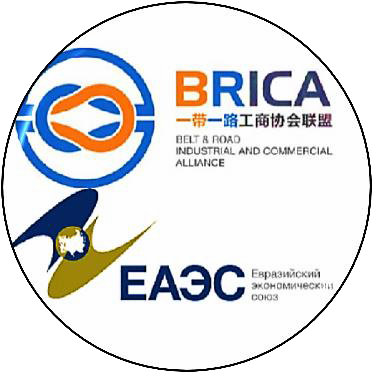 BRICA
一带一路工商协会联盟
BELT & ROAD
INDUSTRIAL AND COMMERCIAL
ALLIANCE
ЕАЭС
Евразийский
экономический
союз